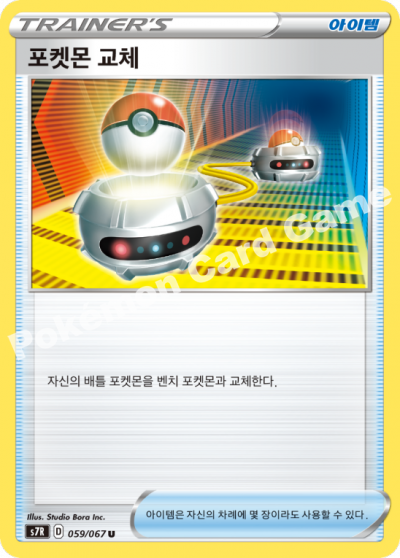 TRAINER'S
아이템
포켓몬 교체
Pokémon Card Game
자신의 배틀 포켓몬을 벤치 포켓몬과 교체한다.
Illus. Studio Bora Inc.
아이템은 자신의 차례에 몇 장이라도 사용할 수 있다.
s7R D 059/067 U